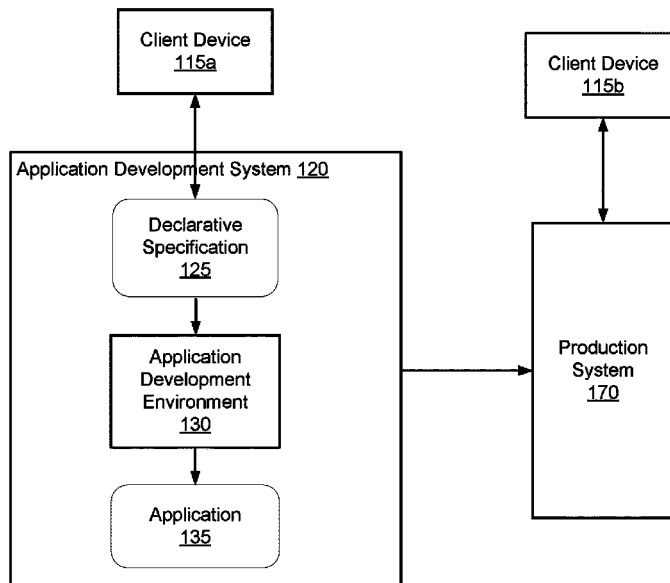 Client Device
115a
Client Device
115b
Application Development System 120
Declarative
Specification
125
Application
Development
Environment
130
Production
System
170
Application
135